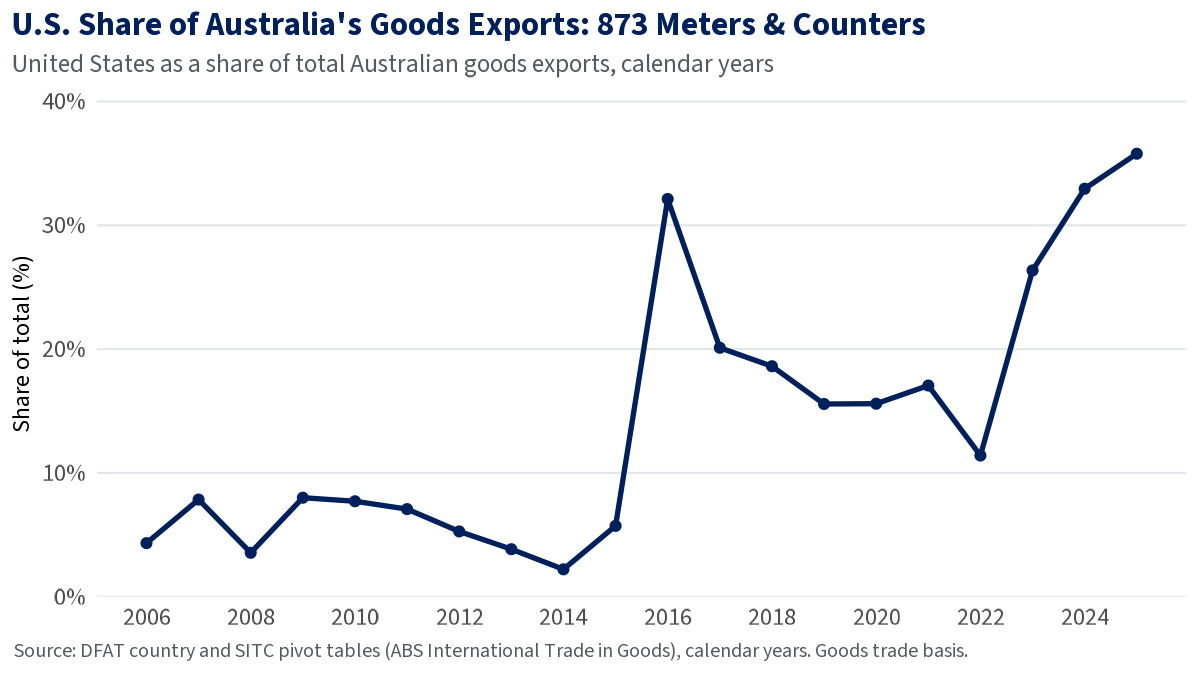 U.S. Share of Australia's Goods Exports: 873 Meters & Counters
United States as a share of total Australian goods exports, calendar years
Share of total (%)
40%
30%
20%
10%
0%
2006 2008 2010 2012 2014 2016 2018 2020 2022 2024
Source: DFAT country and SITC pivot tables (ABS International Trade in Goods), calendar years. Goods trade basis.